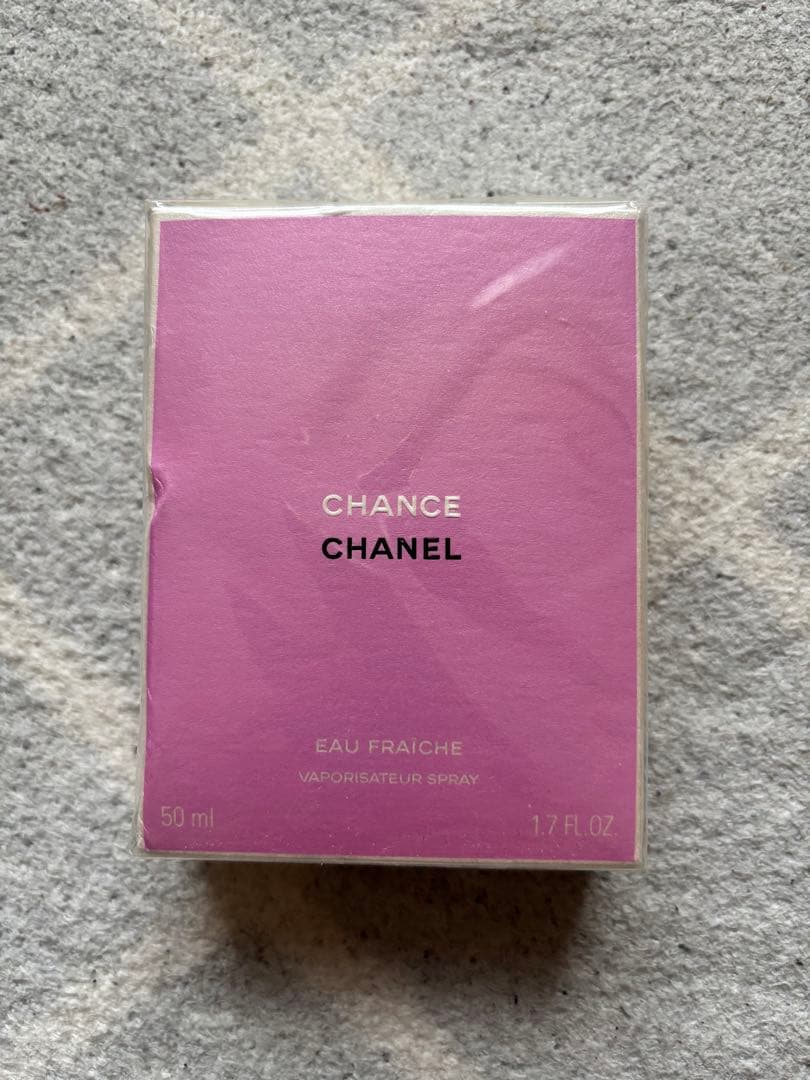 CHANCE
CHANEL
EAU FRAÎCHE
VAPORISATEUR SPRAY
50 ml
1.7 FL.OZ.